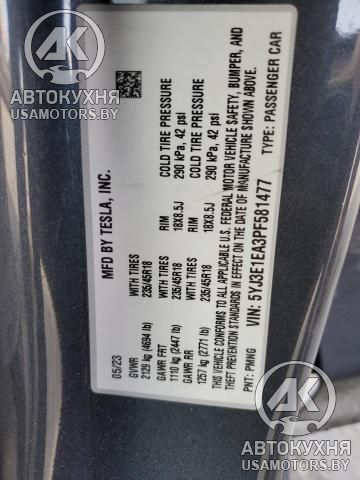 MFD BY TESLA, INC.
05/23
GVWR
2129 kg (4694 lb)
GAWR FRT
1110 kg (2447 lb)
GAWR RR
1257 kg (2771 lb)
WITH TIRES
235/45R18
WITH TIRES
235/45R18
RIM
18X8.5J
RIM
18X8.5J
COLD TIRE PRESSURE
290 kPa, 42 psi
COLD TIRE PRESSURE
290 kPa, 42 psi
THIS VEHICLE CONFORMS TO ALL APPLICABLE U.S. FEDERAL MOTOR VEHICLE SAFETY, BUMPER, AND
THEFT PREVENTION STANDARDS IN EFFECT ON THE DATE OF MANUFACTURE SHOWN ABOVE.
VIN: 5YJ3E1EA3PF581477
TYPE: PASSENGER CAR
PNT: PMNG
АК
АВТОКУХНЯ
USAMOTORS.BY
АК
АВТОКУХНЯ
USAMOTORS.BY